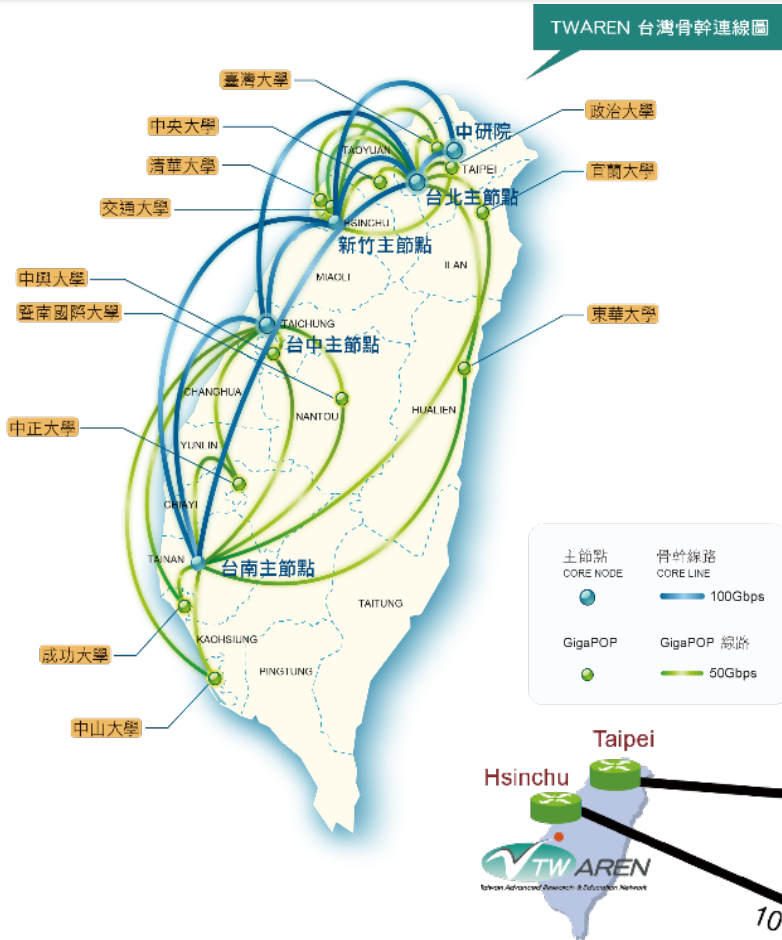 TWAREN 台灣骨幹連線圖
臺灣大學
政治大學
中央大學
中研院
TAOYUAN
清華大學
TAIPEI
宜蘭大學
台北主節點
交通大學
HSINCHU
新竹主節點
ILAN
中興大學
MIAOLI
暨南國際大學
東華大學
TAICHUNG
台中主節點
CHANGHUA
NANTOU
HUALIEN
中正大學
YUNLIN
CHIAYI
TAINAN
台南主節點
TAITUNG
KAOHSIUNG
成功大學
PINGTUNG
中山大學
主節點
CORE NODE
骨幹線路
CORE LINE
100Gbps
GigaPOP
GigaPOP 線路
50Gbps
Taipei
Hsinchu
TWAREN
Taiwan Advanced Research & Education Network
10